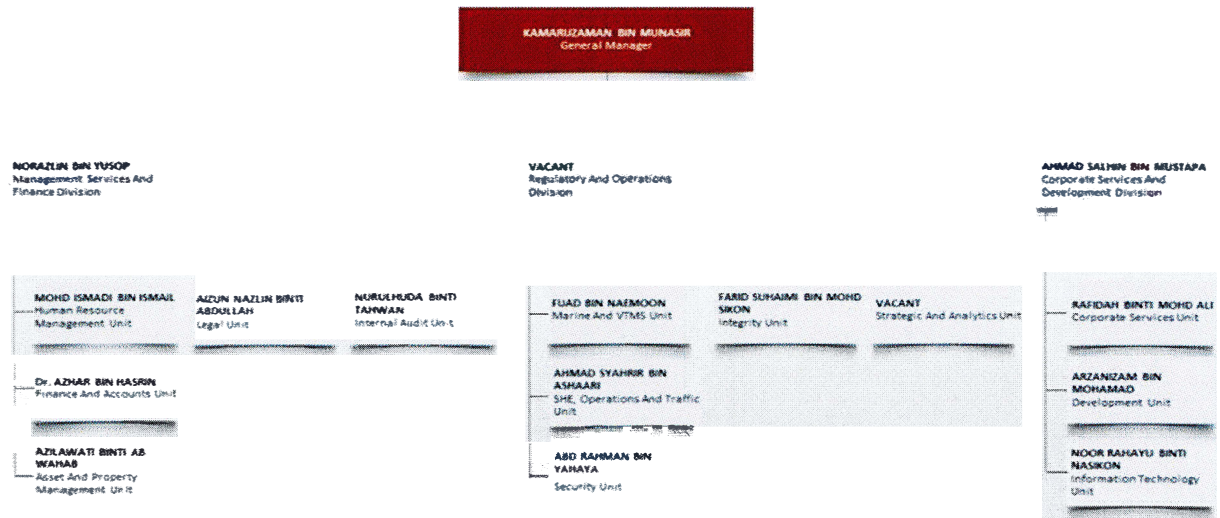 KAMARUZAMAN BIN MUNASIR
General Manager
NORAZLIN BIN YUSOP
Management Services And
Finance Division
VACANT
Regulatory And Operations
Division
AHMAD SALHIN BIN MUSTAPA
Corporate Services And
Development Division
MOHD ISMADI BIN ISMAIL
Human Resource
Management Unit
AIZUN NAZLIN BINTI
ABDULLAH
Legal Unit
NURULHUDA BINTI
TAHWAN
Internal Audit Unit
FUAD BIN NAEMOON
Marine And VTMS Unit
FARID SUHAIMI BIN MOHD
SIKON
Integrity Unit
VACANT
Strategic And Analytics Unit
RAFIDAH BINTI MOHD ALI
Corporate Services Unit
Dr. AZHAR BIN HASRIN
Finance And Accounts Unit
AHMAD SYAHRIR BIN
ASHAARI
SHE, Operations And Traffic
Unit
ARZANIZAM BIN
MOHAMAD
Development Unit
AZILAWATI BINTI AB
WAHAB
Asset And Property
Management Unit
ABD RAHMAN BIN
YAHAYA
Security Unit
NOOR RAHAYU BINTI
NASIKON
Information Technology
Unit